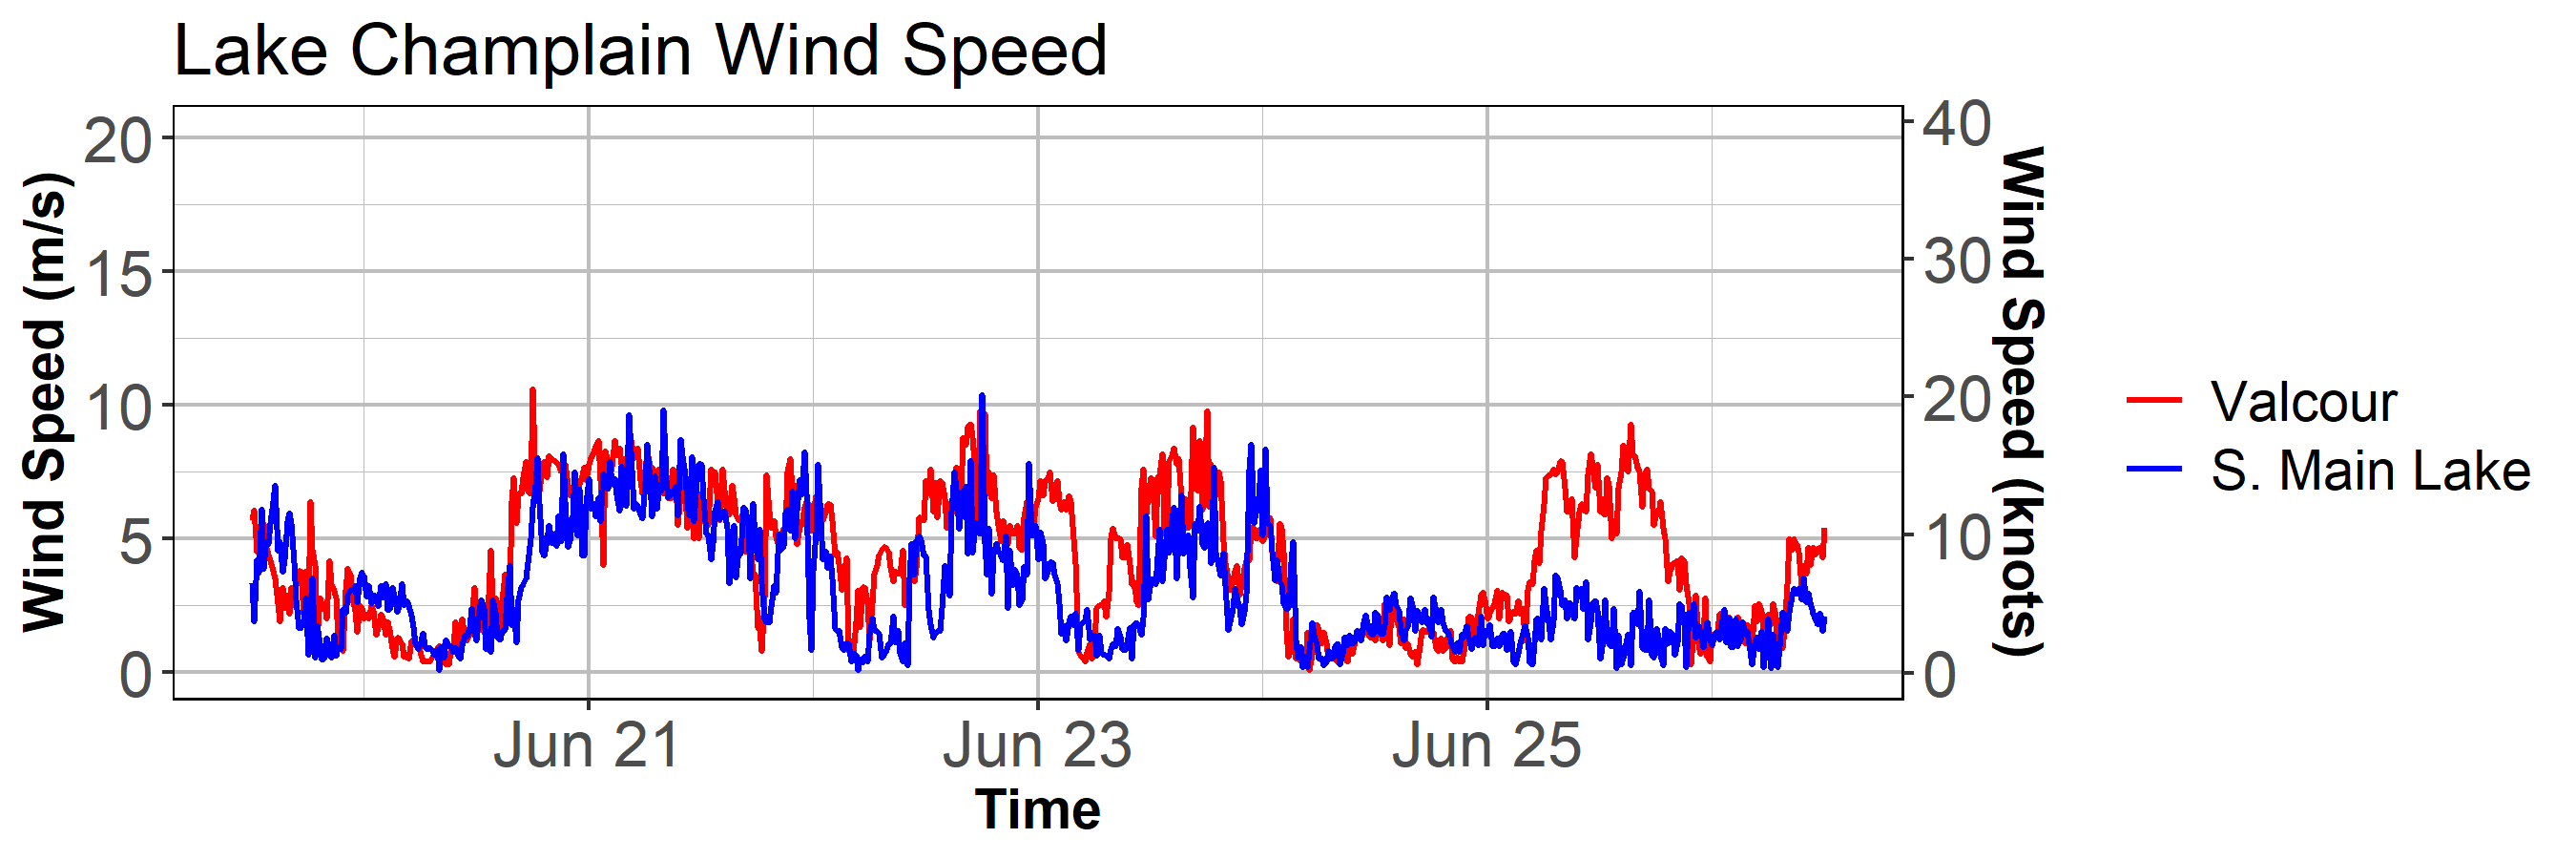 Lake Champlain Wind Speed
Wind Speed (m/s)
20
15
10
5
0
40
30
20
10
0
Wind Speed (knots)
Jun 21
Jun 23
Jun 25
Time
Valcour
S. Main Lake